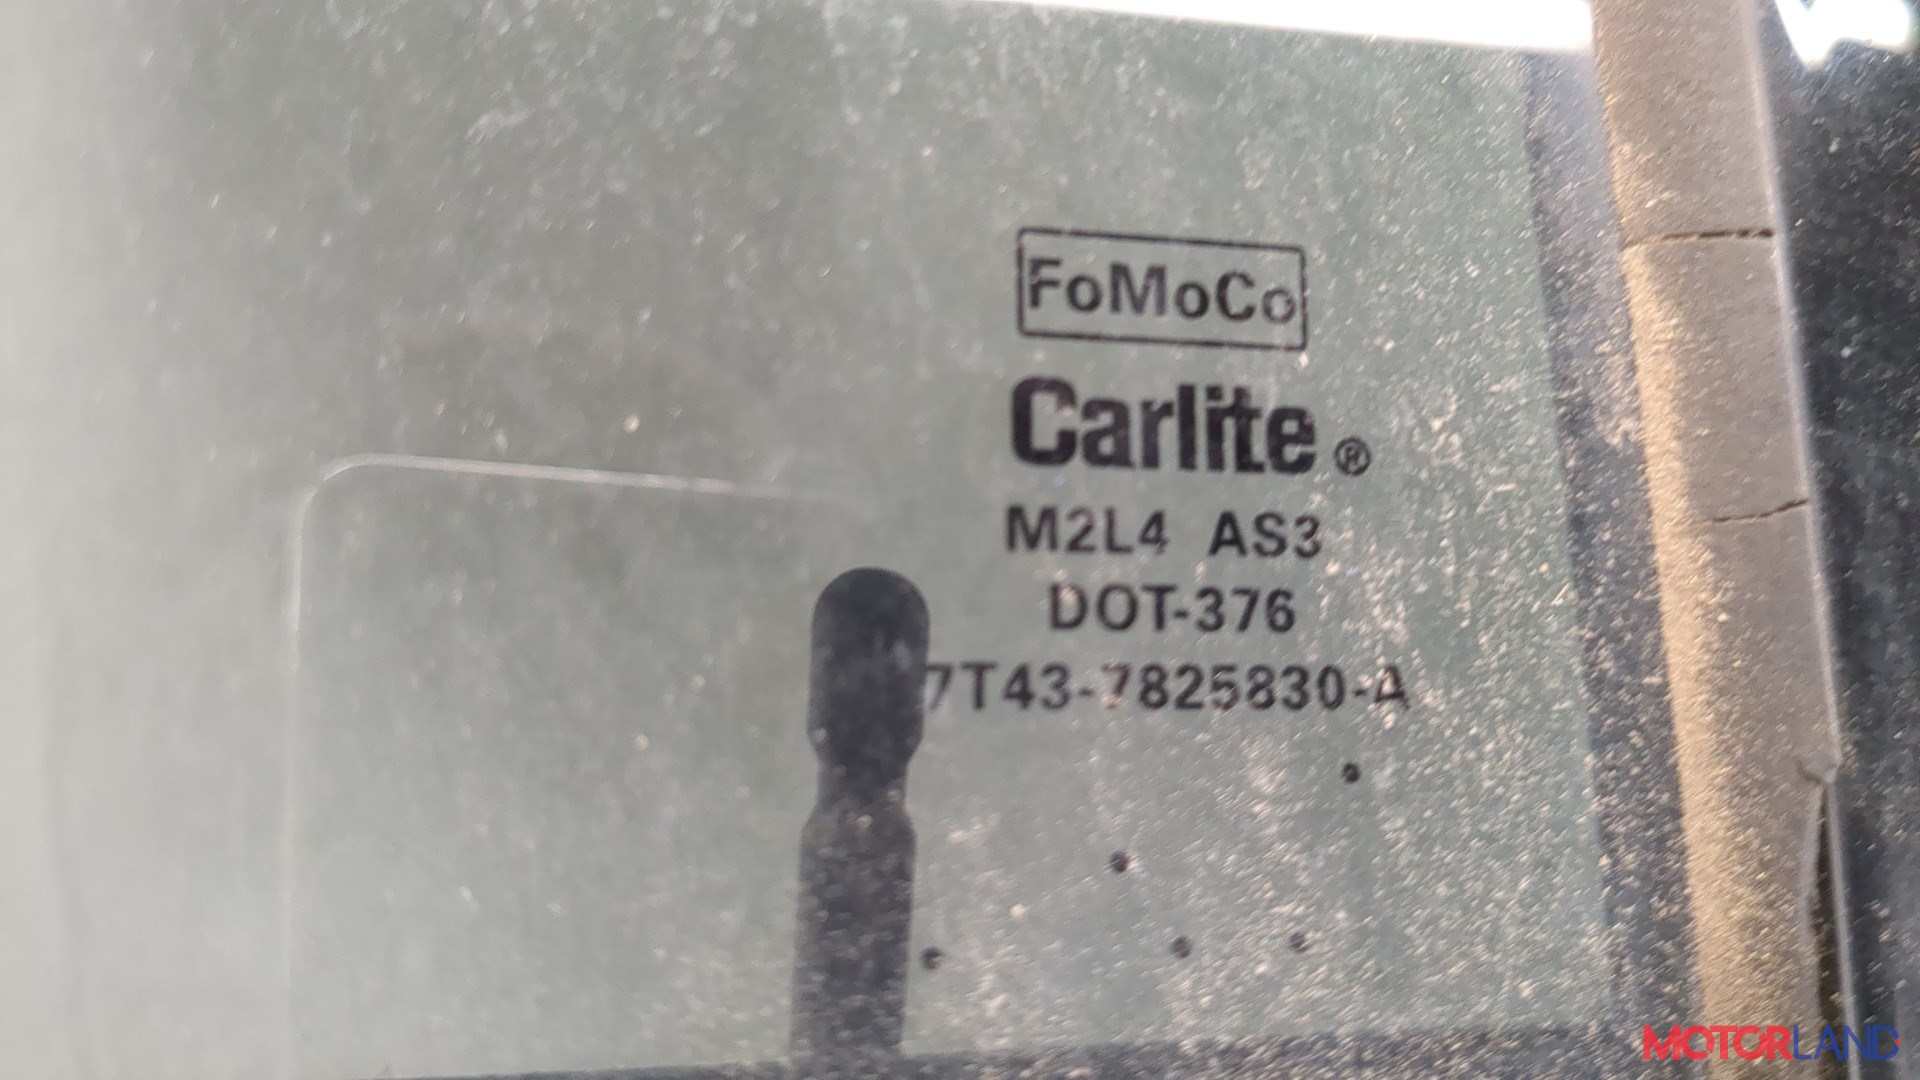 FoMoCo
Carlite®
M2L4 AS3
DOT-376
7T43-7825830-A
MOTORLAND